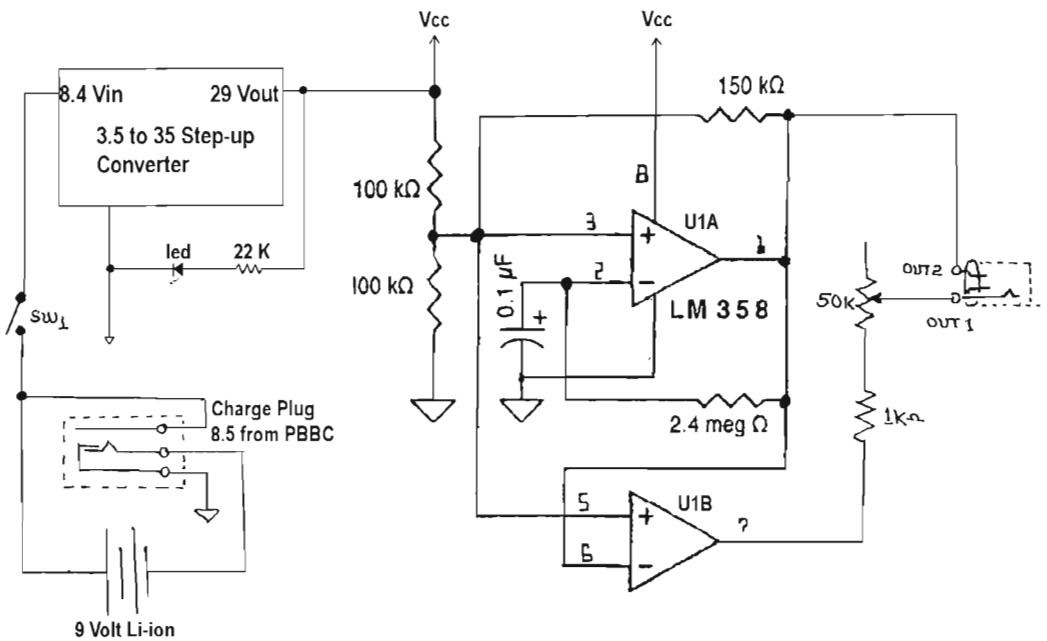 Vcc
Vcc
8.4 Vin
29 Vout
3.5 to 35 Step-up
Converter
150 kΩ
100 kΩ
8
U1A
3
+
1
led
22 K
2
−
100 kΩ
0.1 µF
+
LM 358
50K
OUT2
OUT 1
SW1
2.4 meg Ω
Charge Plug
8.5 from PBBC
1KΩ
U1B
5
+
7
6
−
9 Volt Li-ion